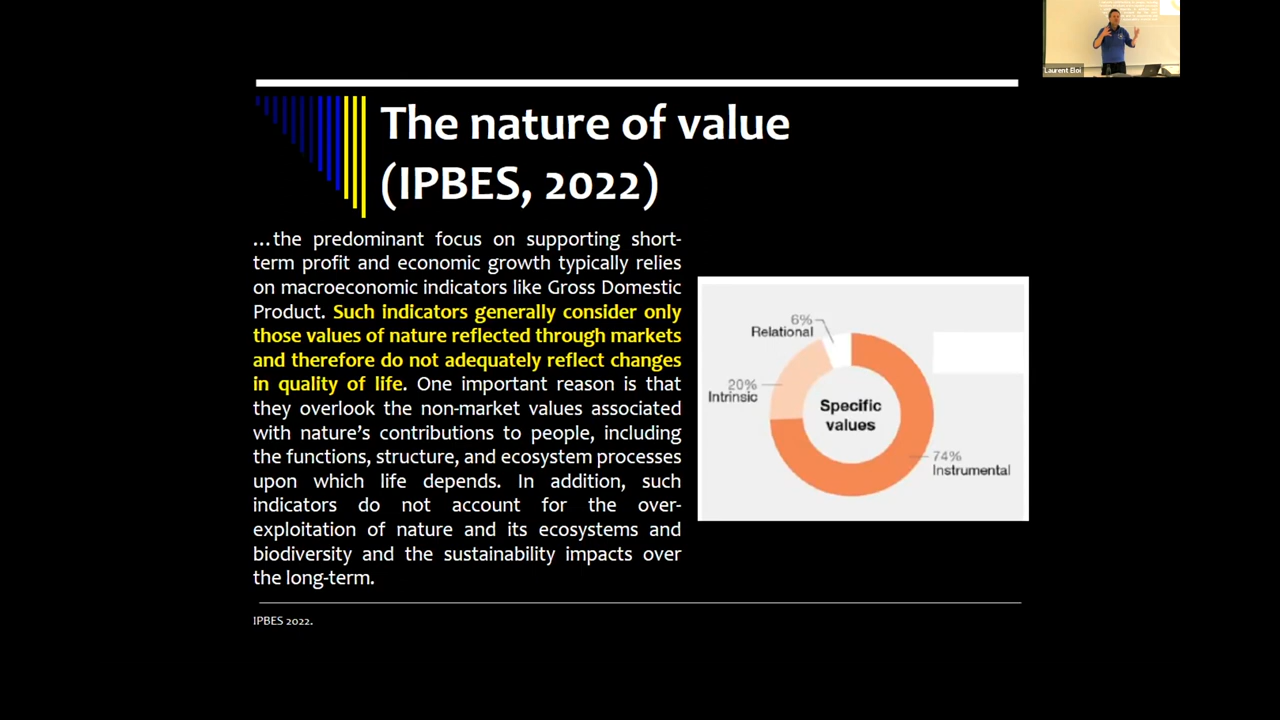 Laurent Eloi
The nature of value
(IPBES, 2022)
…the predominant focus on supporting short-
term profit and economic growth typically relies
on macroeconomic indicators like Gross Domestic
Product. Such indicators generally consider only
those values of nature reflected through markets
and therefore do not adequately reflect changes
in quality of life. One important reason is that
they overlook the non-market values associated
with nature’s contributions to people, including
the functions, structure, and ecosystem processes
upon which life depends. In addition, such
indicators do not account for the over-
exploitation of nature and its ecosystems and
biodiversity and the sustainability impacts over
the long-term.
6%
Relational
20%
Intrinsic
Specific
values
74%
Instrumental
IPBES 2022.